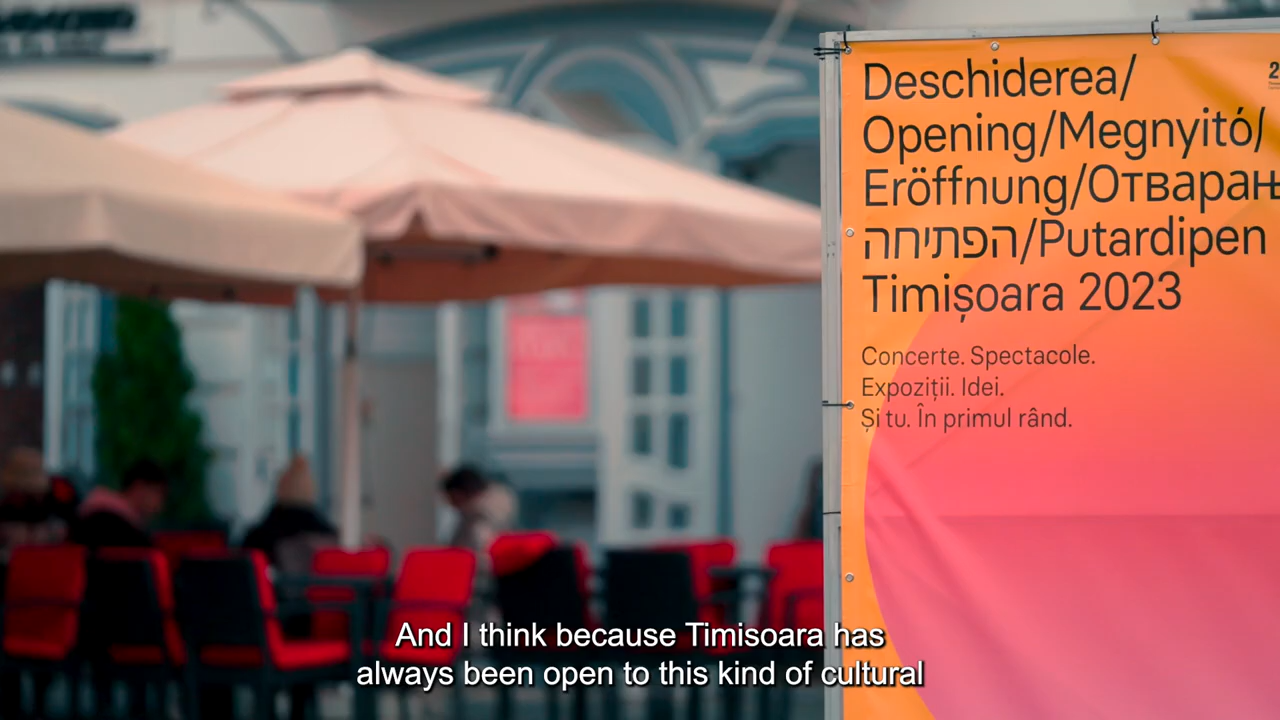 Deschiderea/
Opening/Megnyitó/
Eröffnung/Отварањ
הפתיחה/Putardipen
Timișoara 2023
Concerte. Spectacole.
Expoziții. Idei.
Și tu. În primul rând.
And I think because Timisoara has
always been open to this kind of cultural